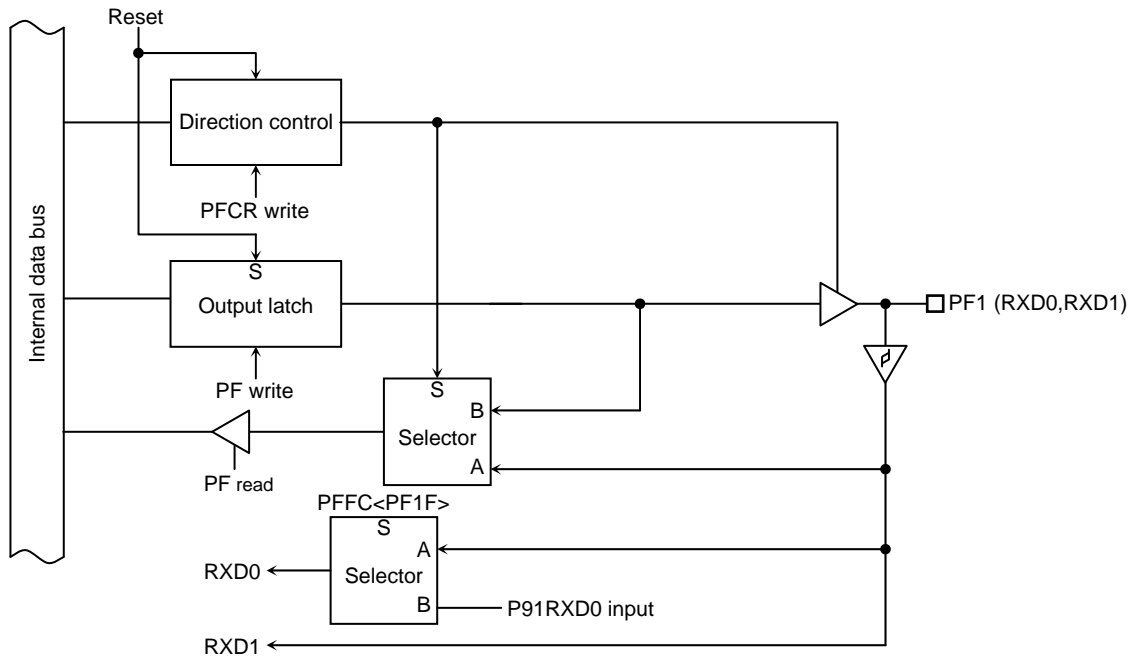 Reset
Direction control
PFCR write
Internal data bus
S
Output latch
PF1 (RXD0,RXD1)
PF write
S
B
Selector
A
PF read
PFFC<PF1F>
S
A
RXD0
Selector
B
P91RXD0 input
RXD1